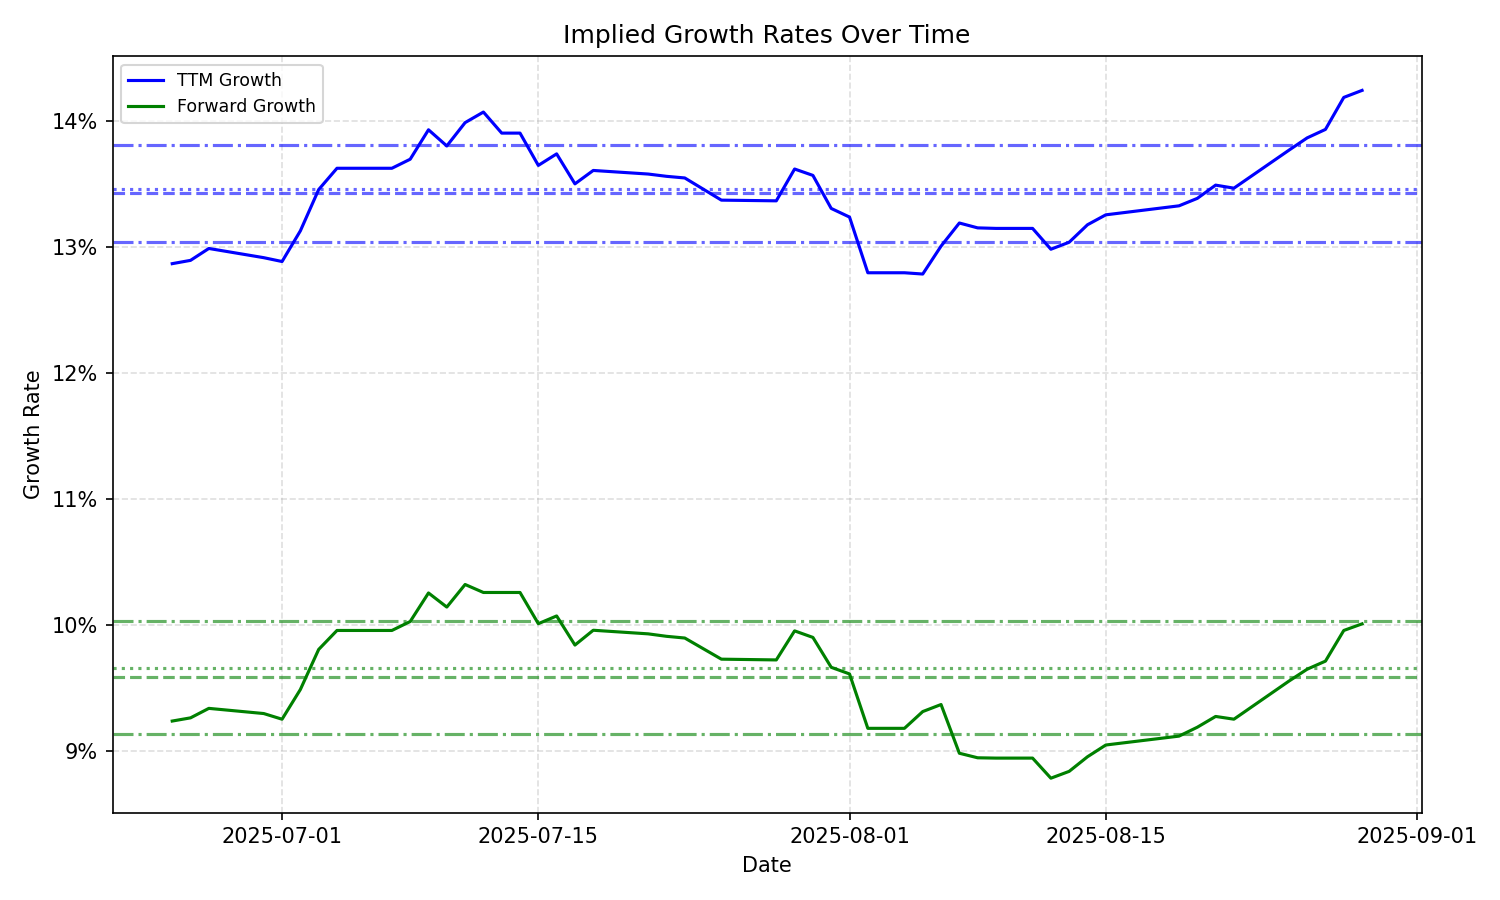 Implied Growth Rates Over Time
TTM Growth
Forward Growth
Growth Rate
14%
13%
12%
11%
10%
9%
2025-07-01
2025-07-15
2025-08-01
2025-08-15
2025-09-01
Date